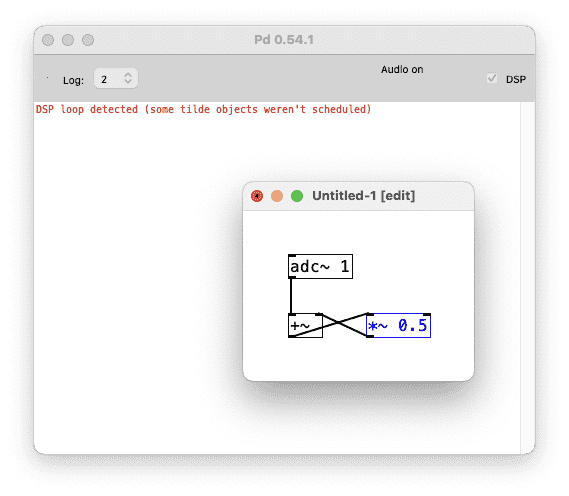 Pd 0.54.1
Log: 2 Audio on DSP
DSP loop detected (some tilde objects weren't scheduled)
Untitled-1 [edit]
adc~ 1
+~ *~ 0.5